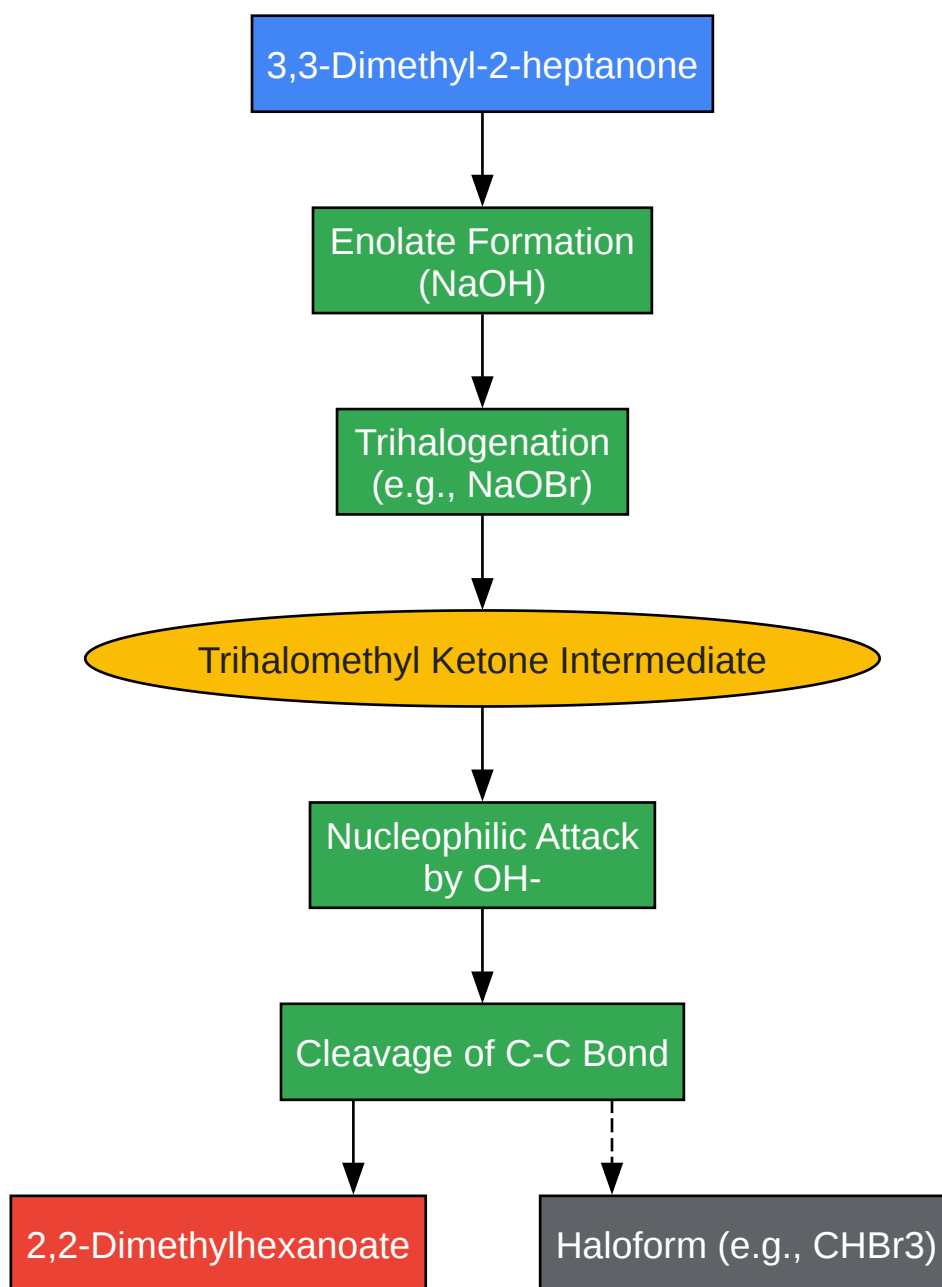 3,3-Dimethyl-2-heptanone
Enolate Formation
(NaOH)
Trihalogenation
(e.g., NaOBr)
Trihalomethyl Ketone Intermediate
Nucleophilic Attack
by OH-
Cleavage of C-C Bond
2,2-Dimethylhexanoate
Haloform (e.g., CHBr3)